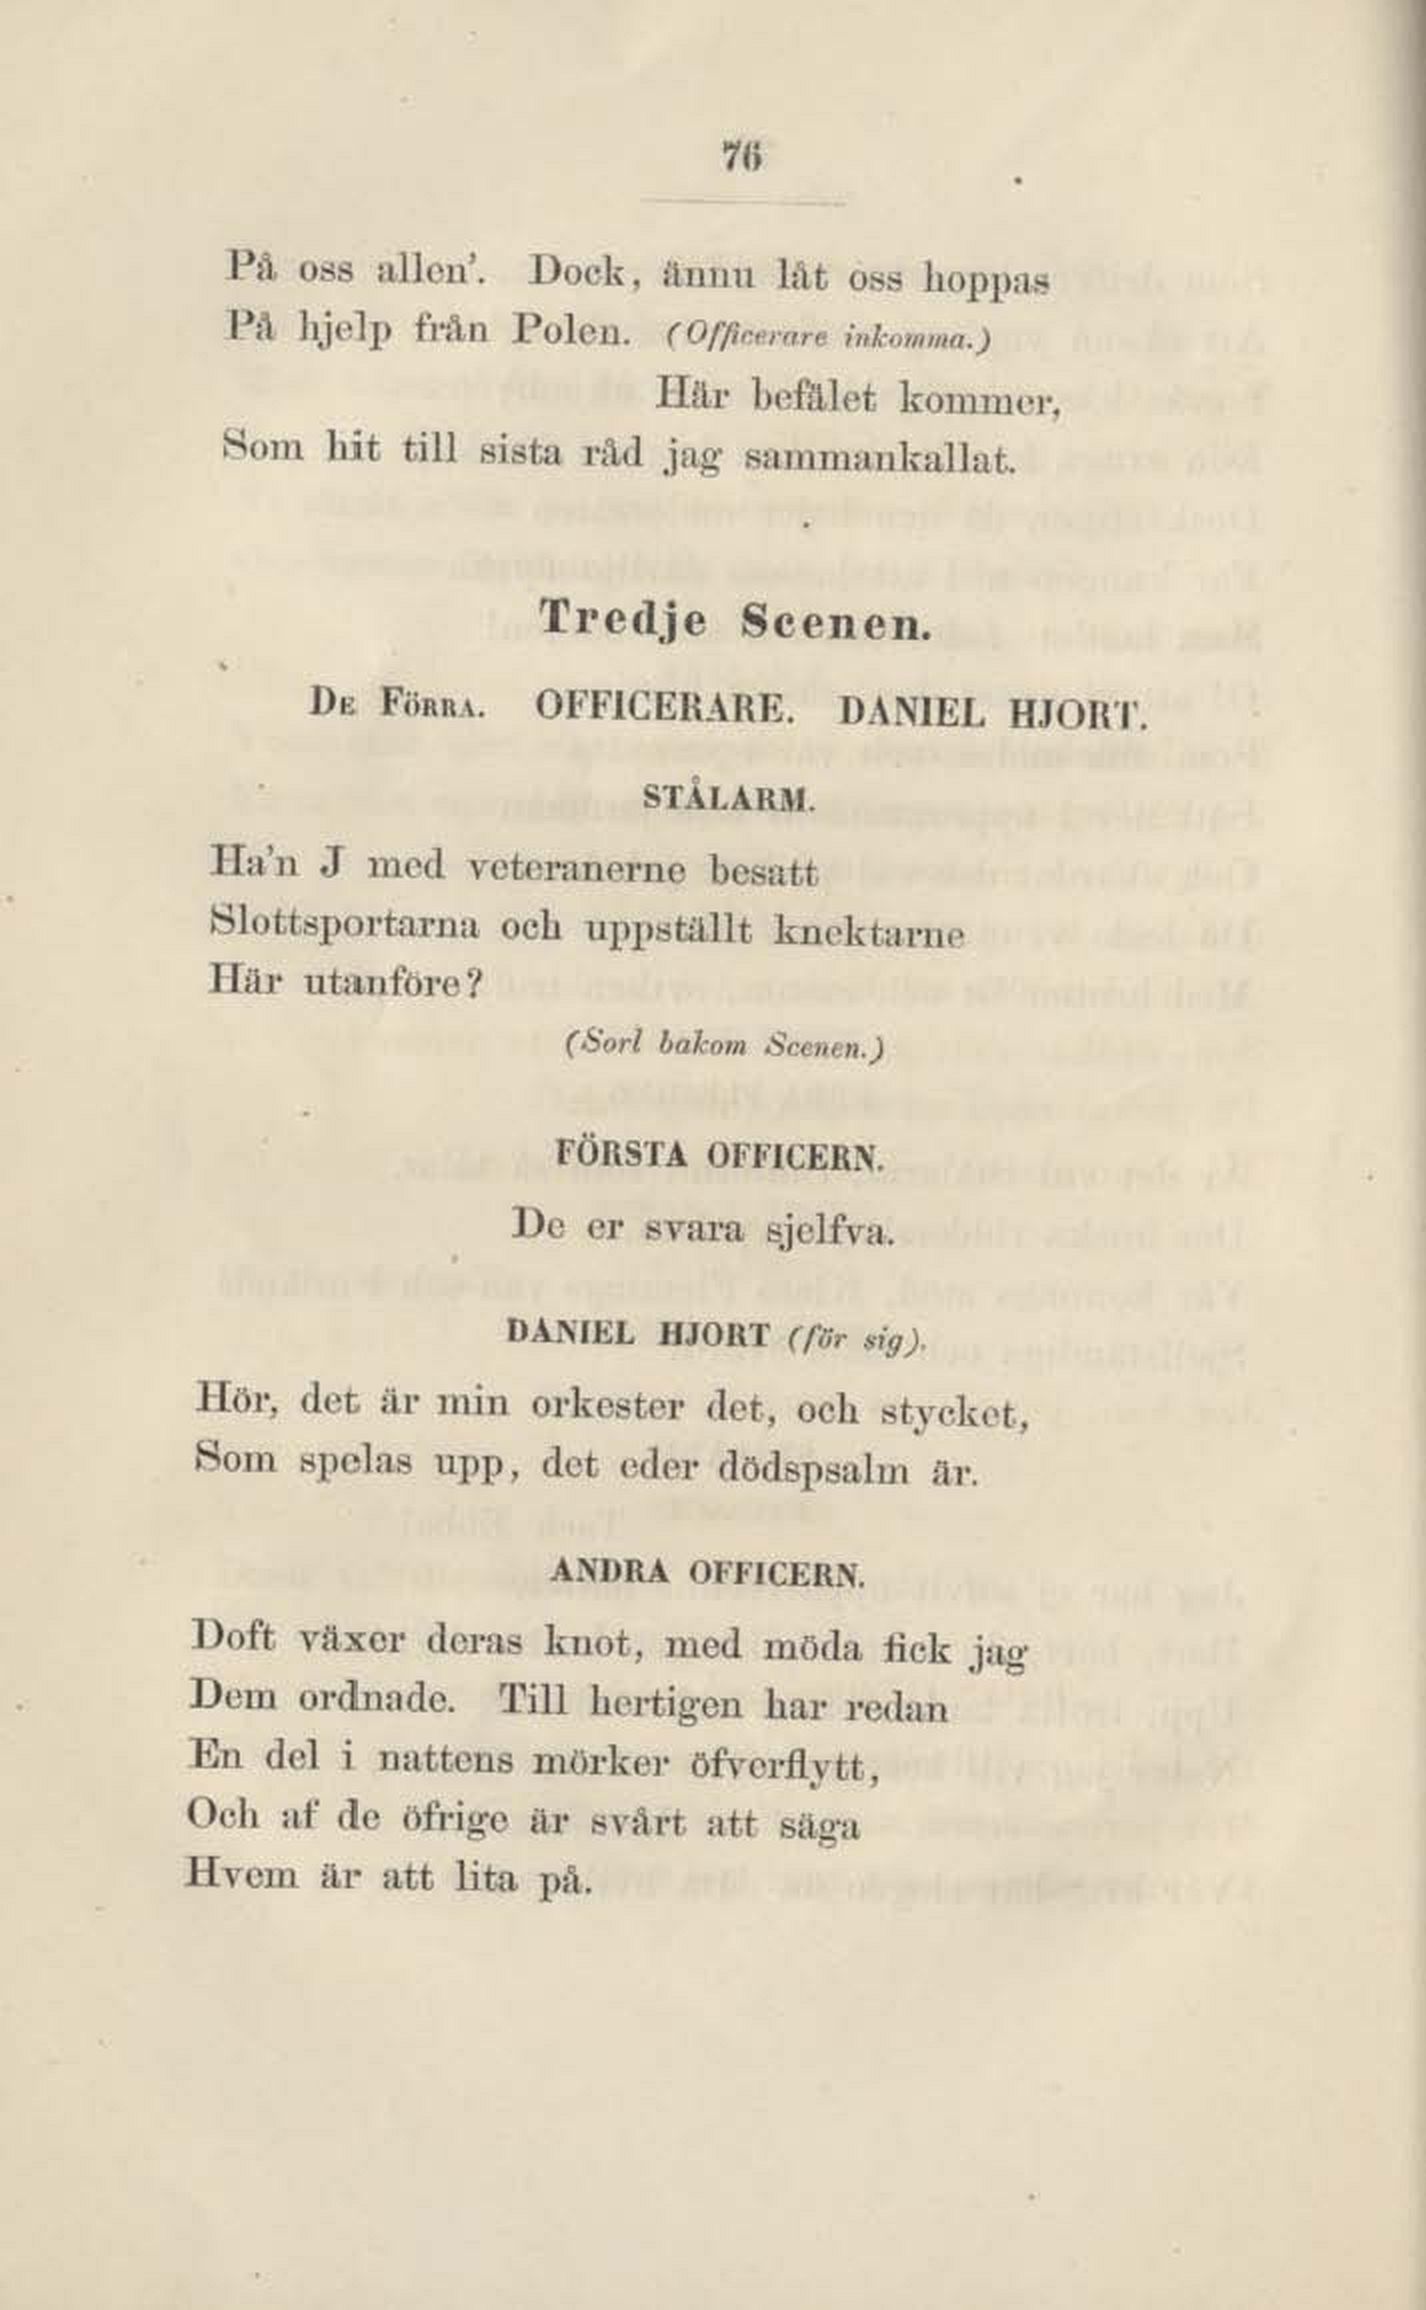 76
På oss allen'. Dock, ännu låt oss hoppas
På hjelp från Polen. (Officerare inkomma.)
Här befälet kommer,
Som hit till sista råd jag sammankallat.
Tredje Scenen.
De Förra. OFFICERARE. DANIEL HJORT.
STÅLARM.
Ha'n J med veteranerne besatt
Slottsportarna och uppställt knektarne
Här utanföre?
(Sorl bakom Scenen.)
FÖRSTA OFFICERN.
De er svara sjelfva.
DANIEL HJORT (för sig).
Hör, det är min orkester det, och stycket,
Som spelas upp, det eder dödspsalm är.
ANDRA OFFICERN.
Doft växer deras knot, med möda fick jag
Dem ordnade. Till hertigen har redan
En del i nattens mörker öfverflytt,
Och af de öfrige är svårt att säga
Hvem är att lita på.